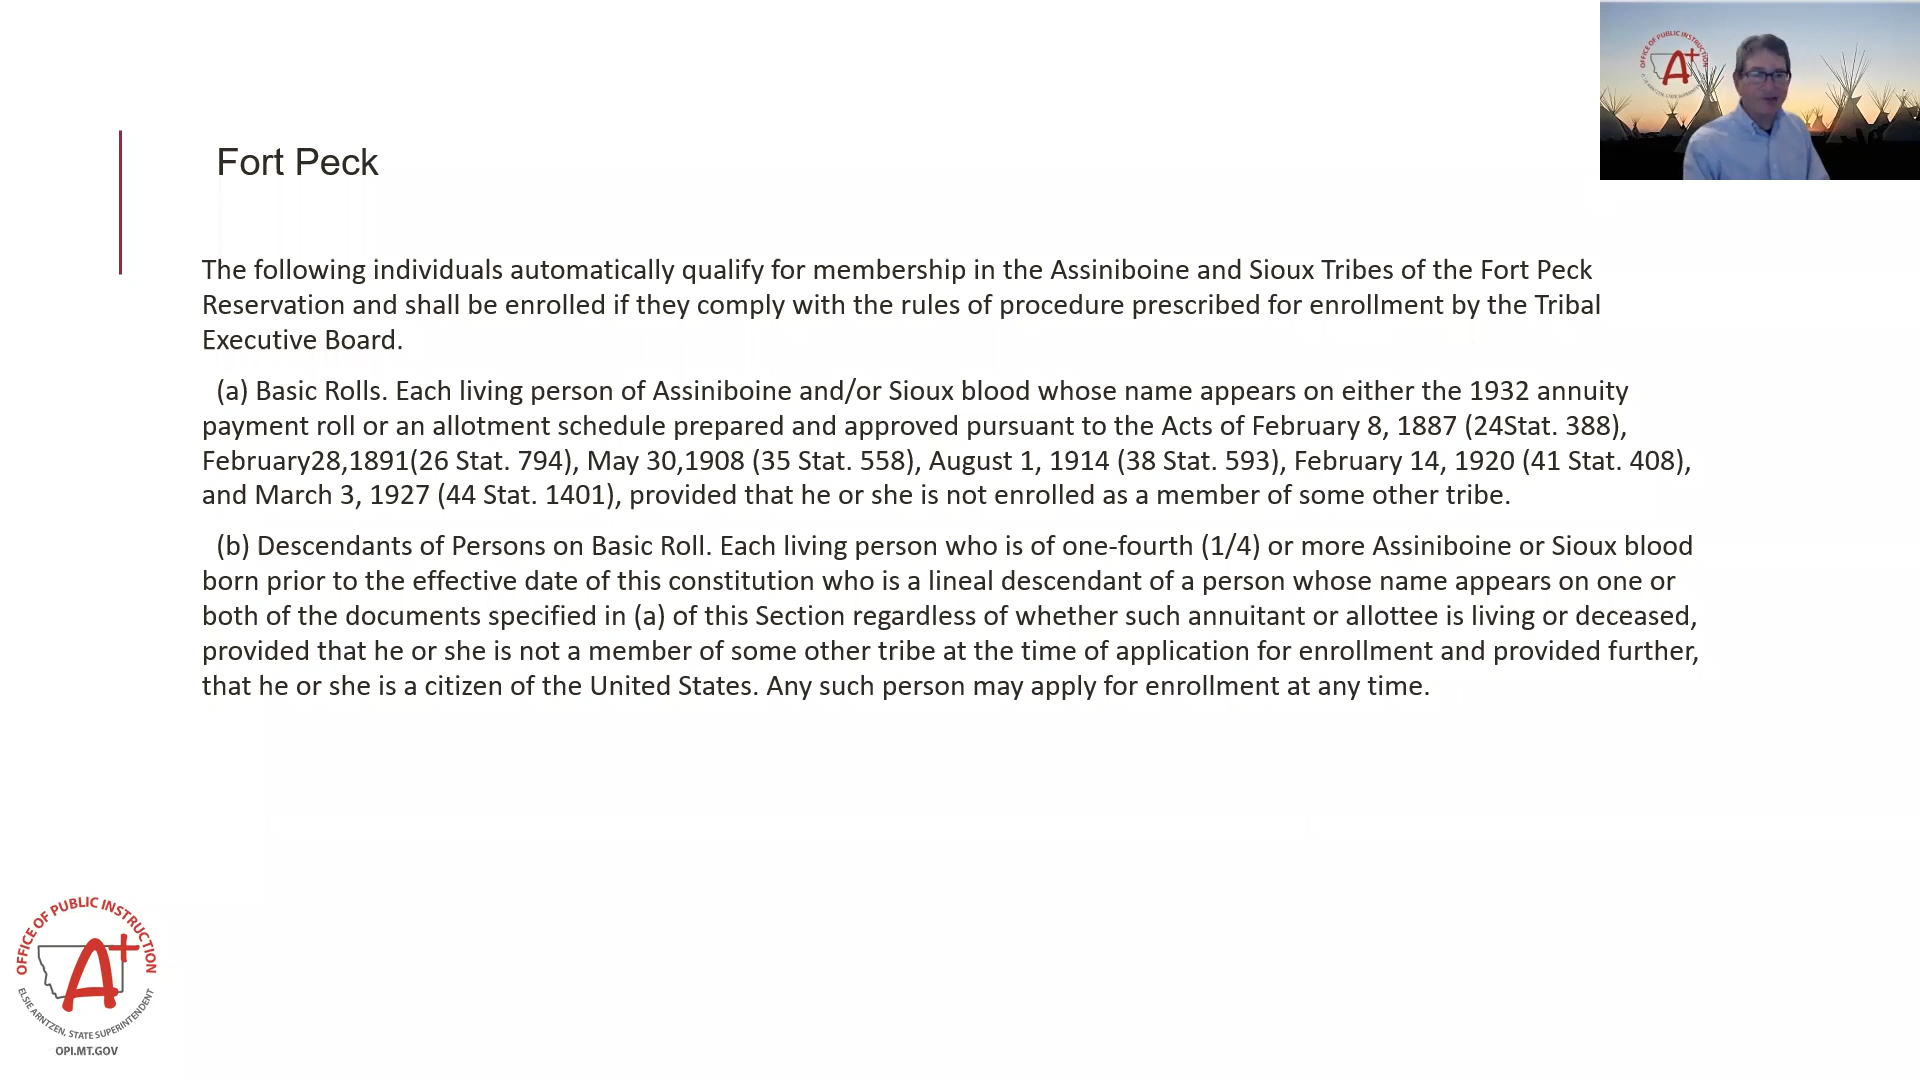 Fort Peck
The following individuals automatically qualify for membership in the Assiniboine and Sioux Tribes of the Fort Peck
Reservation and shall be enrolled if they comply with the rules of procedure prescribed for enrollment by the Tribal
Executive Board.
(a) Basic Rolls. Each living person of Assiniboine and/or Sioux blood whose name appears on either the 1932 annuity
payment roll or an allotment schedule prepared and approved pursuant to the Acts of February 8, 1887 (24Stat. 388),
February28,1891(26 Stat. 794), May 30,1908 (35 Stat. 558), August 1, 1914 (38 Stat. 593), February 14, 1920 (41 Stat. 408),
and March 3, 1927 (44 Stat. 1401), provided that he or she is not enrolled as a member of some other tribe.
(b) Descendants of Persons on Basic Roll. Each living person who is of one-fourth (1/4) or more Assiniboine or Sioux blood
born prior to the effective date of this constitution who is a lineal descendant of a person whose name appears on one or
both of the documents specified in (a) of this Section regardless of whether such annuitant or allottee is living or deceased,
provided that he or she is not a member of some other tribe at the time of application for enrollment and provided further,
that he or she is a citizen of the United States. Any such person may apply for enrollment at any time.
OFFICE OF PUBLIC INSTRUCTION
A+
OFFICE OF PUBLIC INSTRUCTION
A+
ELSIE ARNTZEN, STATE SUPERINTENDENT
OPI.MT.GOV